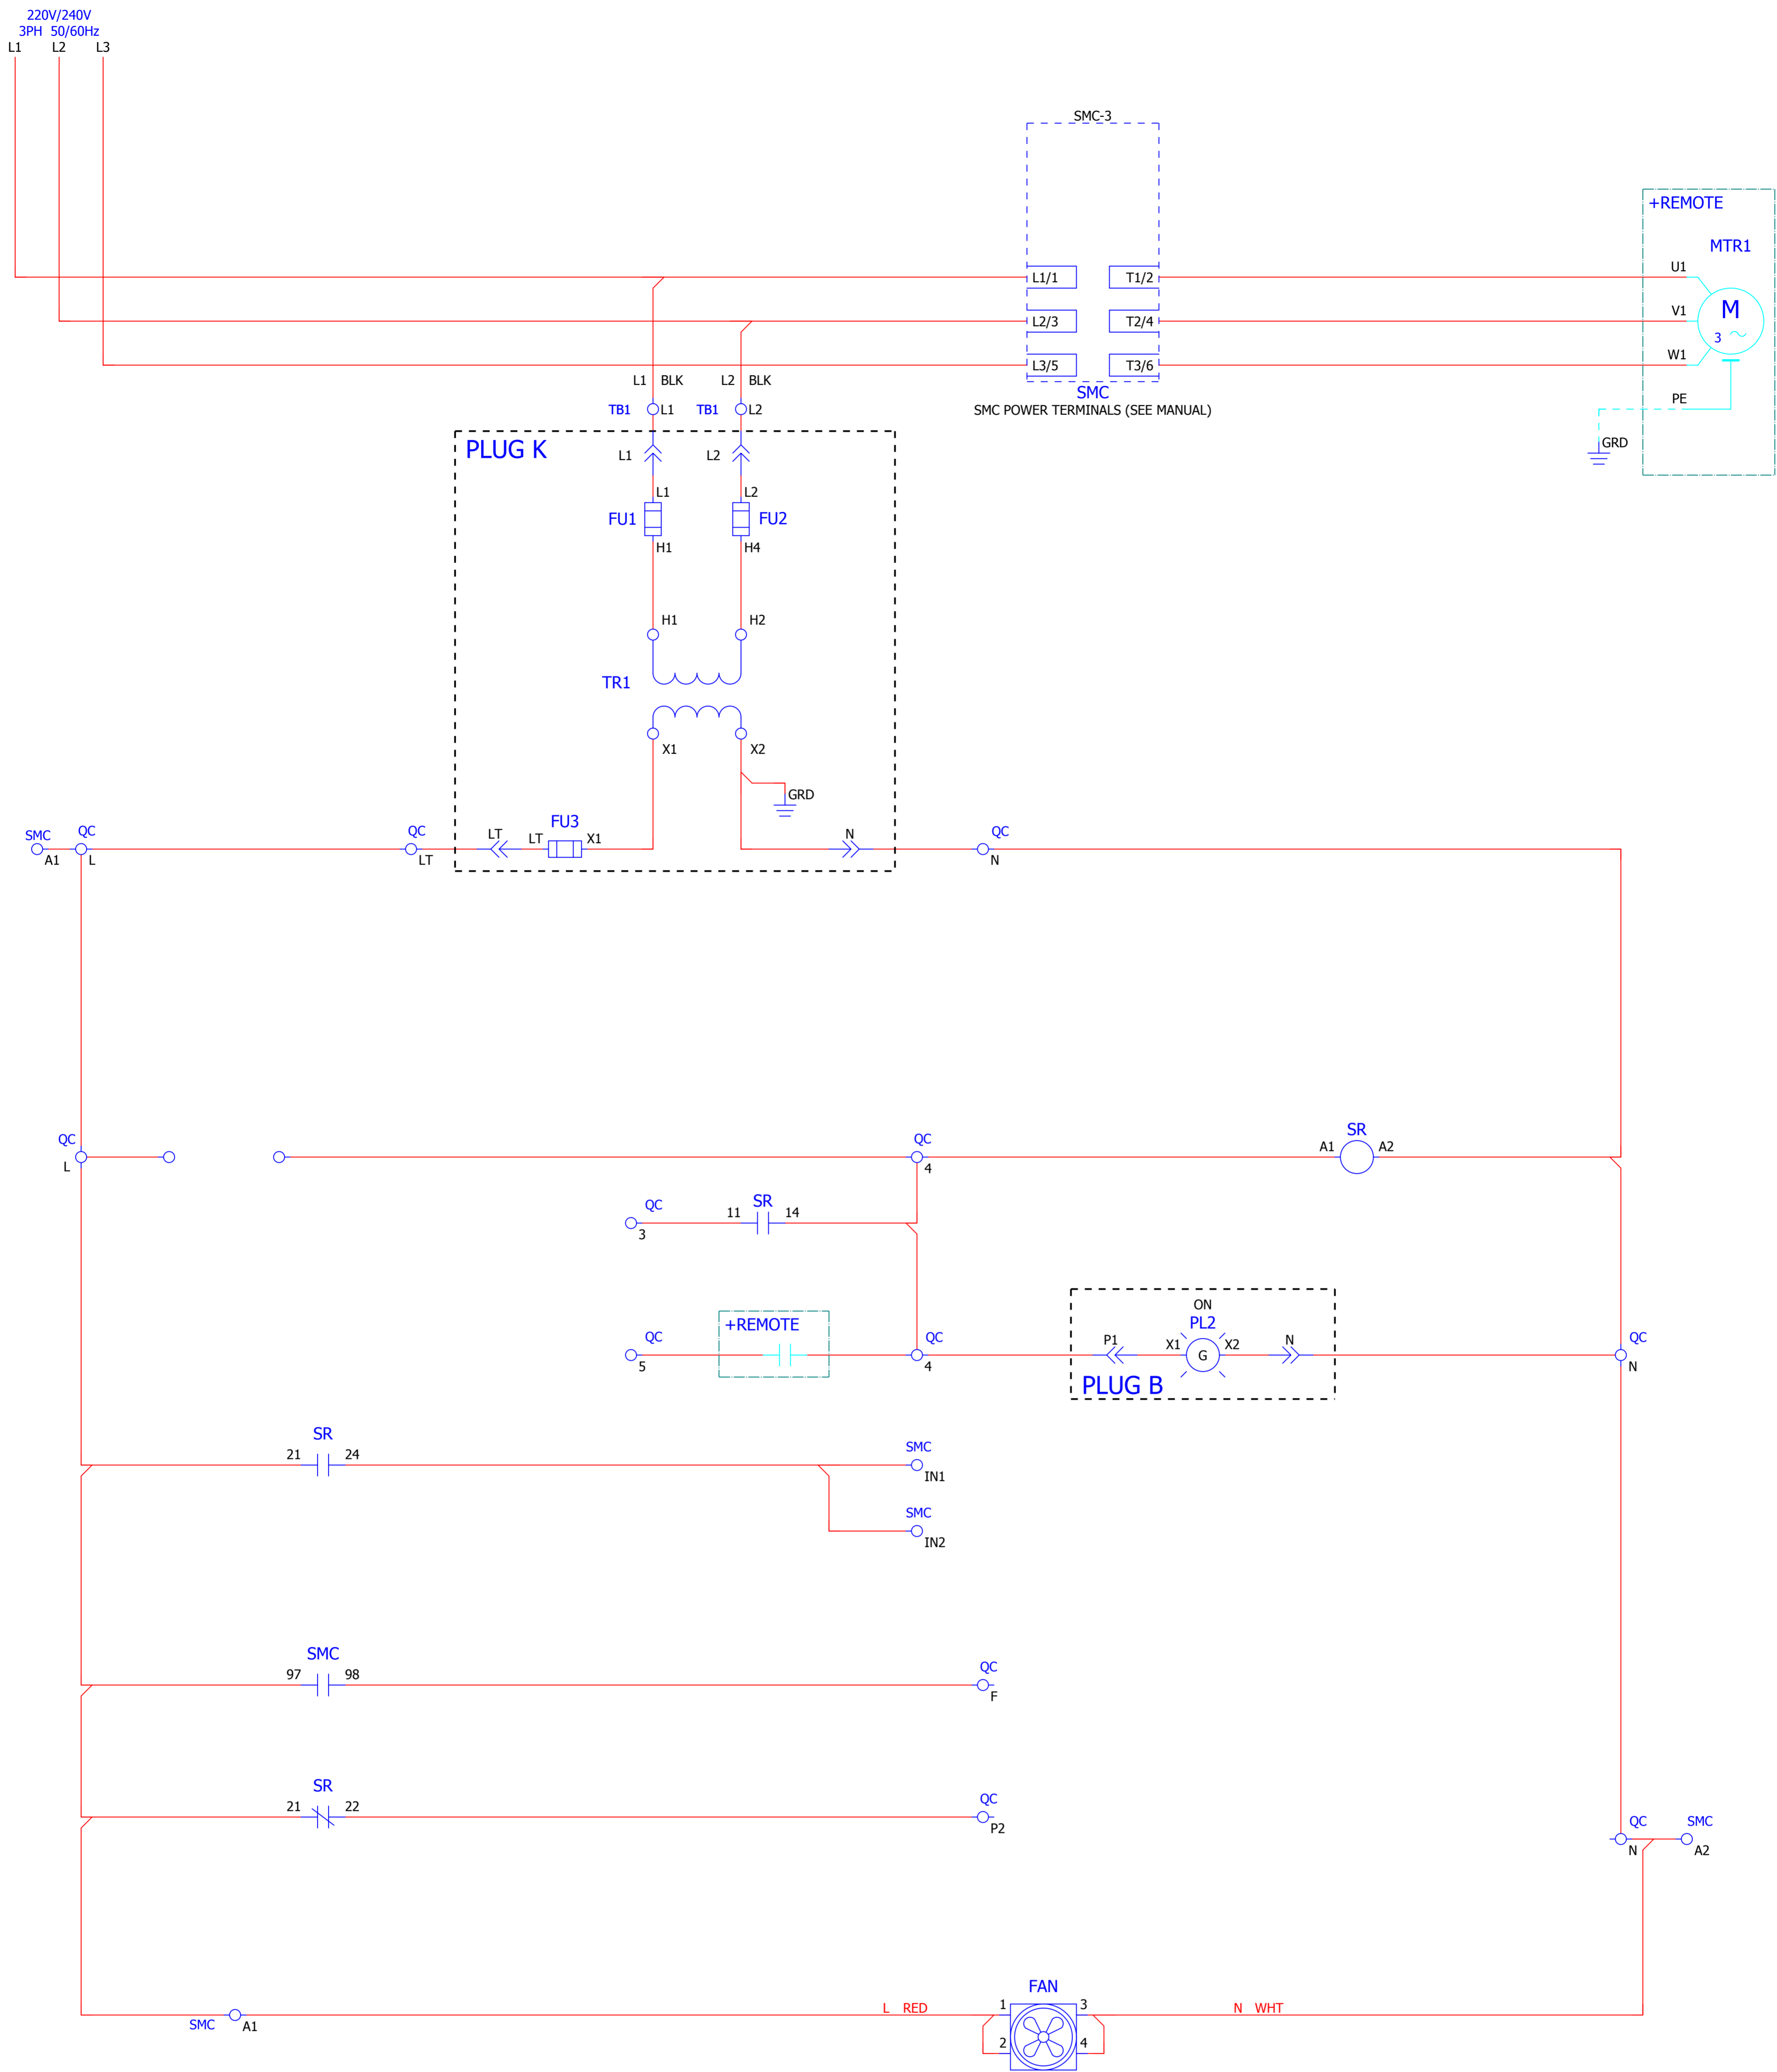 220V/240V
3PH 50/60Hz
L1 L2 L3
SMC-3
+REMOTE
MTR1
U1
L1/1 T1/2
M
3
V1
L2/3 T2/4
W1
L3/5 T3/6
L1 BLK L2 BLK
SMC
PE
TB1 L1 TB1 L2
SMC POWER TERMINALS (SEE MANUAL)
GRD
PLUG K
L1 L2
L1 L2
FU1 FU2
H1 H4
H1 H2
TR1
X1 X2
GRD
FU3
SMC QC QC LT LT X1 N QC
A1 L LT N
SR
QC QC A1 A2
L 4
SR
QC 11 14
3
ON
+REMOTE PL2
QC QC P1 X1 X2 N QC
G
5 4 N
PLUG B
SR
21 24 SMC
IN1
SMC
IN2
SMC
97 98 QC
F
SR
21 22 QC
P2
QC SMC
N A2
FAN
1 3
L RED N WHT
SMC A1
2 4